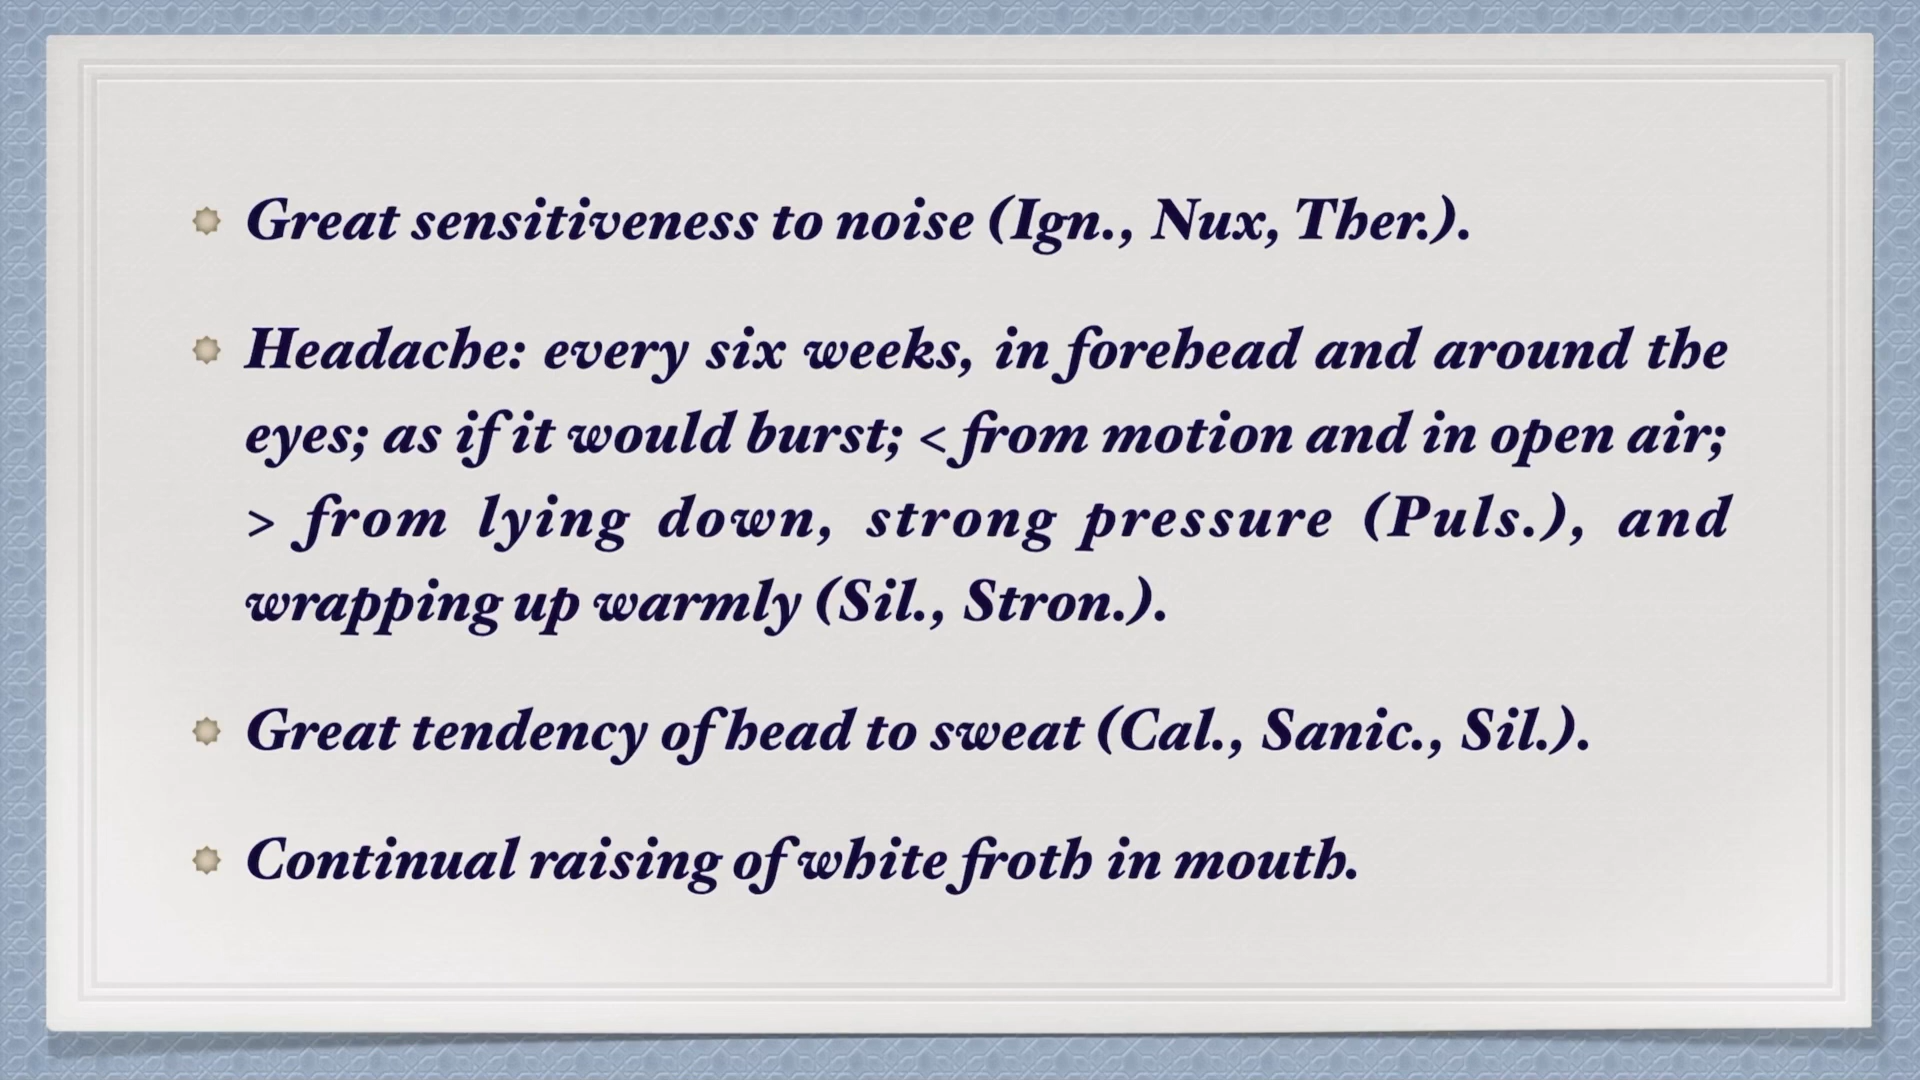 Great sensitiveness to noise (Ign., Nux, Ther.).
Headache: every six weeks, in forehead and around the
eyes; as if it would burst; < from motion and in open air;
> from lying down, strong pressure (Puls.), and
wrapping up warmly (Sil., Stron.).
Great tendency of head to sweat (Cal., Sanic., Sil.).
Continual raising of white froth in mouth.